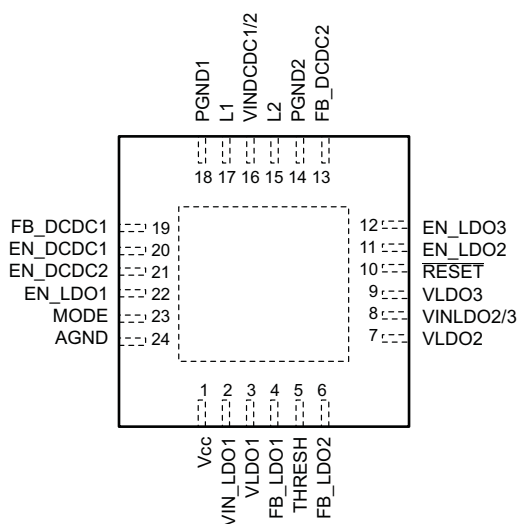 PGND1
L1
VINDCDC1/2
L2
PGND2
FB_DCDC2
18 17 16 15 14 13
FB_DCDC1 19
EN_DCDC1 20
EN_DCDC2 21
EN_LDO1 22
MODE 23
AGND 24
12 EN_LDO3
11 EN_LDO2
10 RESET
9 VLDO3
8 VINLDO2/3
7 VLDO2
1 2 3 4 5 6
Vcc
VIN_LDO1
VLDO1
FB_LDO1
THRESH
FB_LDO2